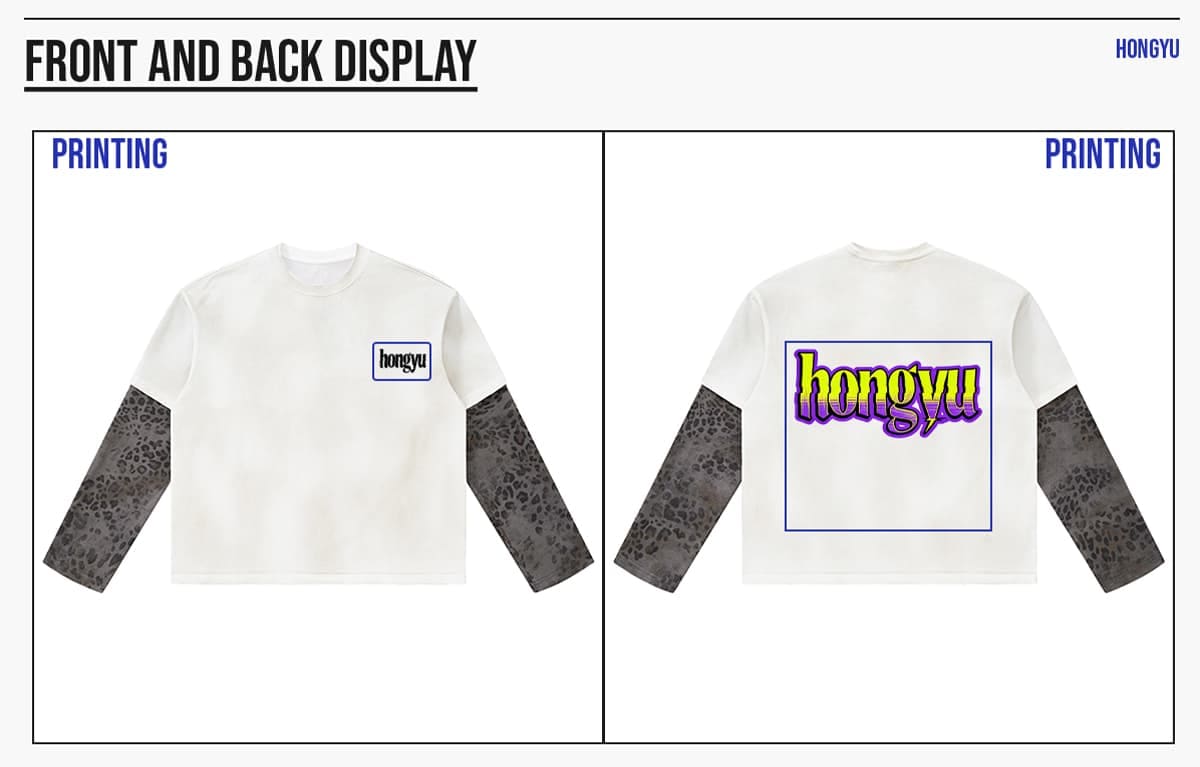 FRONT AND BACK DISPLAY
HONGYU
PRINTING
PRINTING
hongyu
hongyu